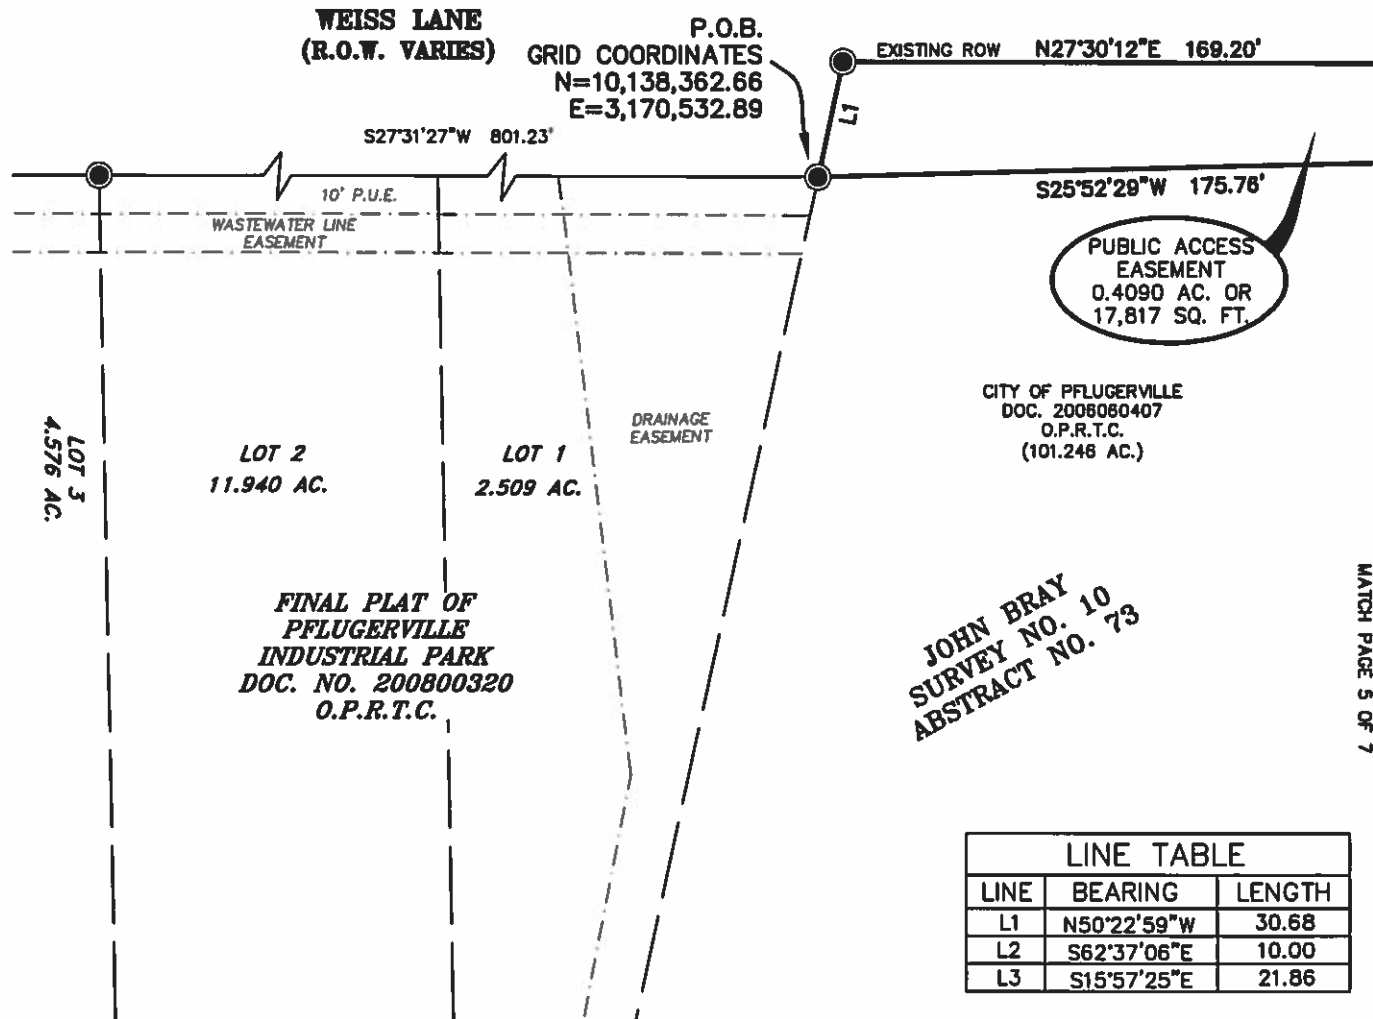 WEISS LANE
(R.O.W. VARIES)
P.O.B.
GRID COORDINATES
N=10,138,362.66
E=3,170,532.89
EXISTING ROW N27°30'12"E 169.20'
L1
S27°31'27"W 801.23'
S25°52'29"W 175.76'
10' P.U.E.
WASTEWATER LINE
EASEMENT
PUBLIC ACCESS
EASEMENT
0.4090 AC. OR
17,817 SQ. FT.
CITY OF PFLUGERVILLE
DOC. 2006060407
O.P.R.T.C.
(101.246 AC.)
DRAINAGE
EASEMENT
LOT 3
4.576 AC.
LOT 2
11.940 AC.
LOT 1
2.509 AC.
FINAL PLAT OF
PFLUGERVILLE
INDUSTRIAL PARK
DOC. NO. 200800320
O.P.R.T.C.
JOHN BRAY
SURVEY NO. 10
ABSTRACT NO. 73
MATCH PAGE 5 OF 7
LINE TABLE
LINE BEARING LENGTH
L1 N50°22'59"W 30.68
L2 S62°37'06"E 10.00
L3 S15°57'25"E 21.86